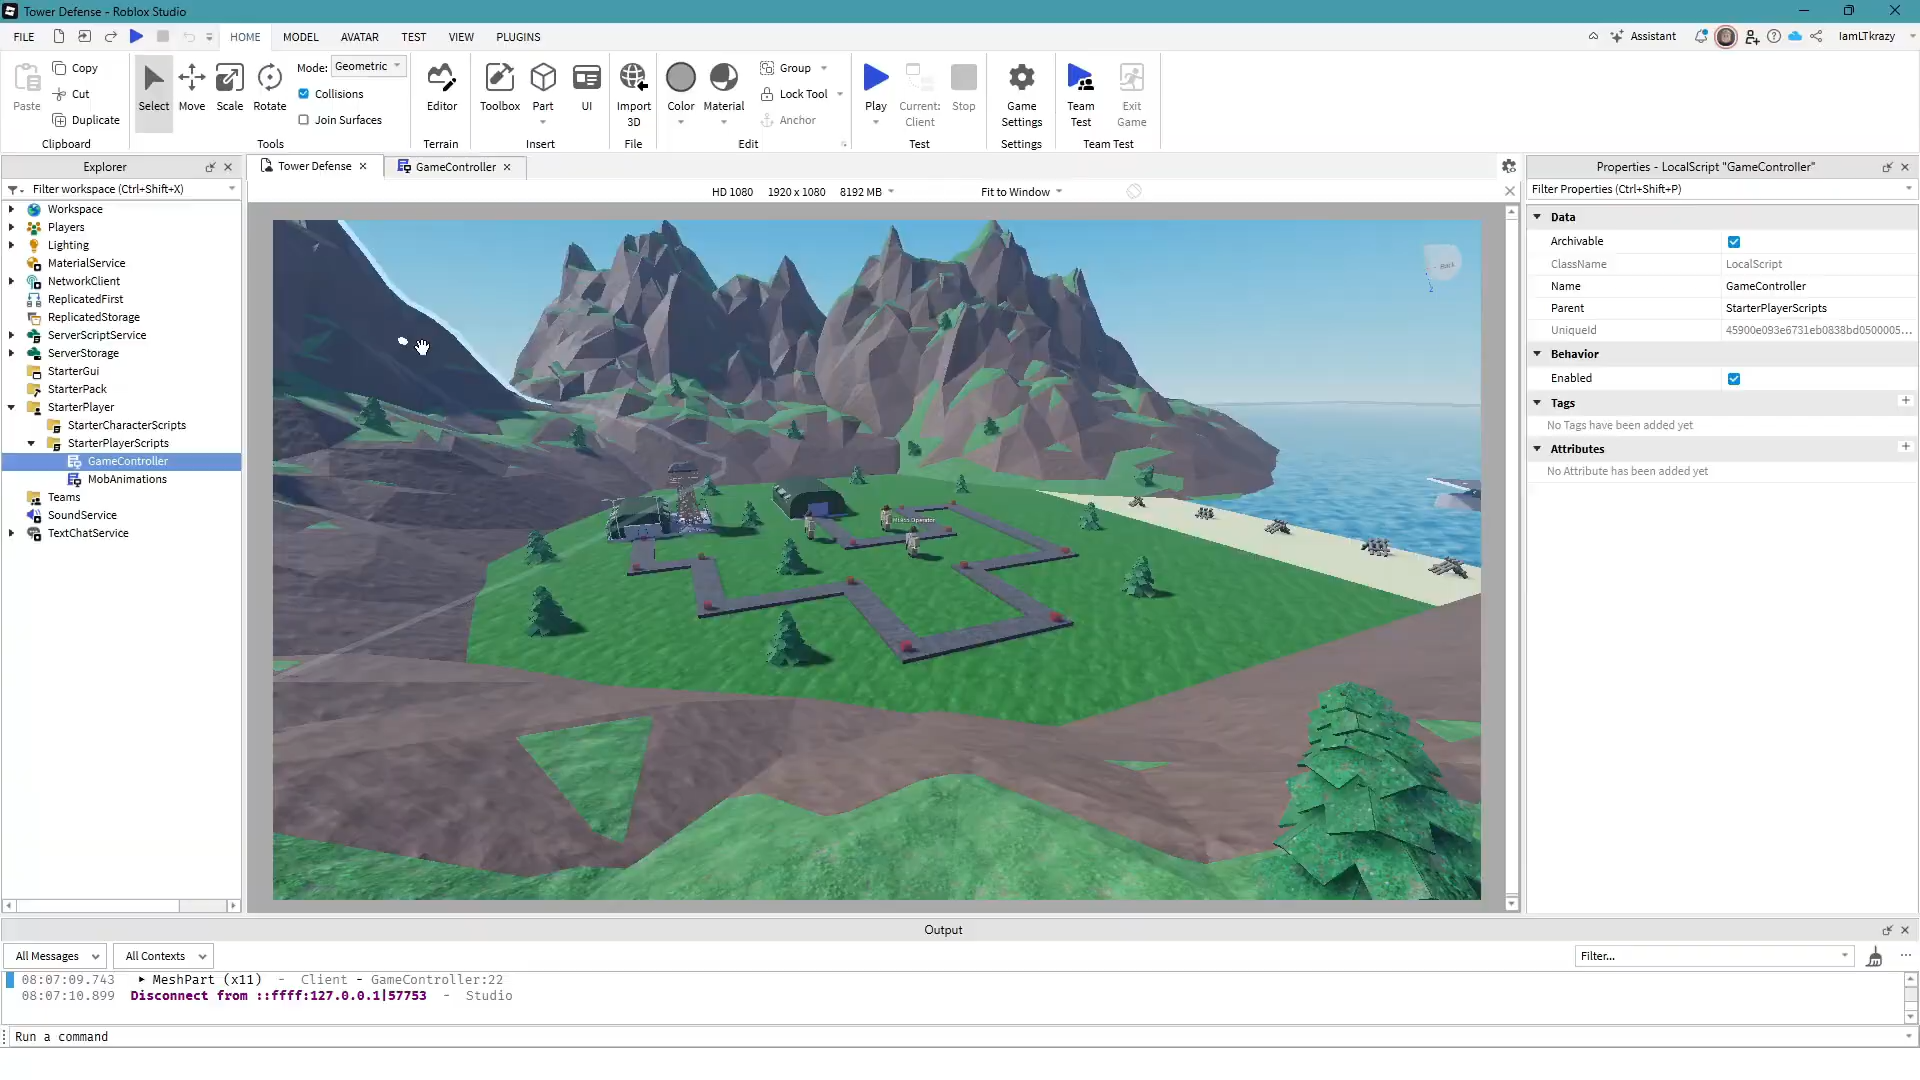 Tower Defense - Roblox Studio
FILE HOME MODEL AVATAR TEST VIEW PLUGINS Assistant IamLTkrazy
Paste
Copy
Cut
Duplicate
Clipboard
Select Move Scale Rotate
Mode: Geometric
Collisions
Join Surfaces
Tools
Editor
Terrain
Toolbox Part UI
Insert
Import
3D
File
Color Material
Group
Lock Tool
Anchor
Edit
Play Current: Stop
Client
Test
Game
Settings
Settings
Team Exit
Test Game
Team Test
Explorer
Filter workspace (Ctrl+Shift+X)
Workspace
Players
Lighting
MaterialService
NetworkClient
ReplicatedFirst
ReplicatedStorage
ServerScriptService
ServerStorage
StarterGui
StarterPack
StarterPlayer
StarterCharacterScripts
StarterPlayerScripts
GameController
MobAnimations
Teams
SoundService
TextChatService
Tower Defense GameController
HD 1080 1920 x 1080 8192 MB Fit to Window
Back
Properties - LocalScript "GameController"
Filter Properties (Ctrl+Shift+P)
Data
Archivable
ClassName LocalScript
Name GameController
Parent StarterPlayerScripts
UniqueId 45900e093e6731eb0838bd0500005...
Behavior
Enabled
Tags
No Tags have been added yet
Attributes
No Attribute has been added yet
Output
All Messages All Contexts Filter...
08:07:09.743 MeshPart (x11) - Client - GameController:22
08:07:10.899 Disconnect from ::ffff:127.0.0.1|57753 - Studio
Run a command